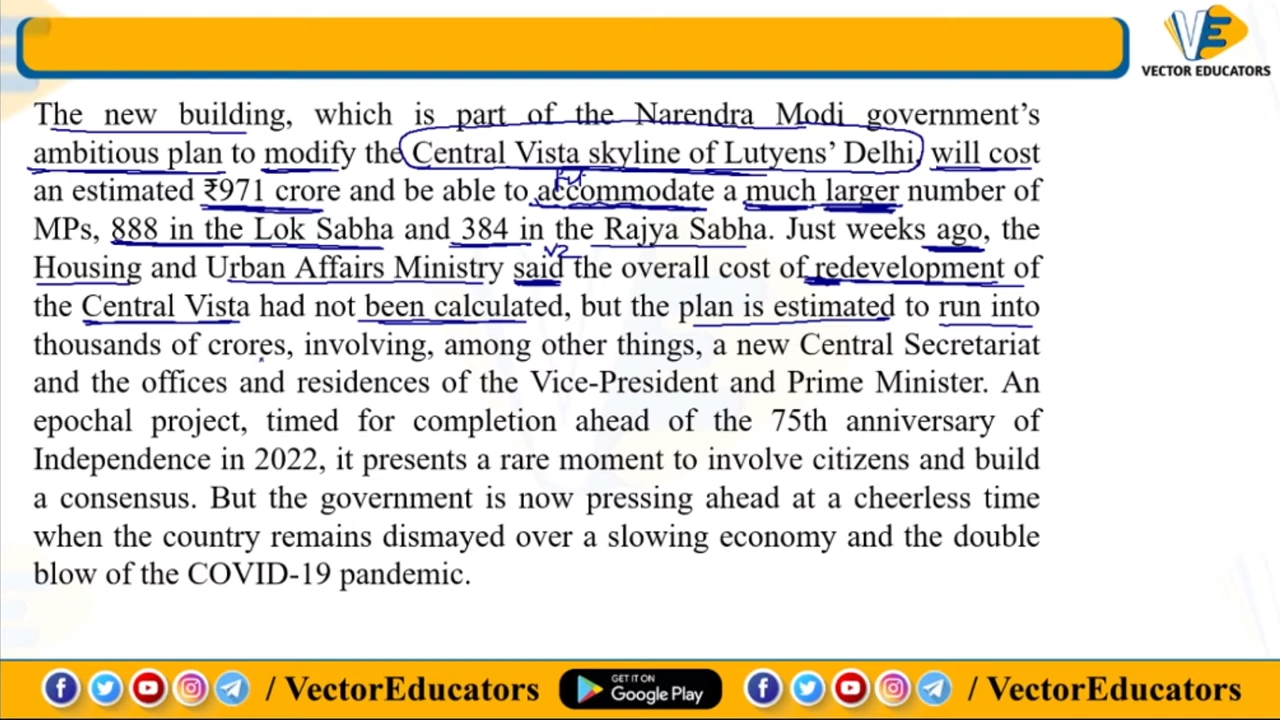 VECTOR EDUCATORS
The new building, which is part of the Narendra Modi government's
ambitious plan to modify the Central Vista skyline of Lutyens' Delhi, will cost
an estimated ₹971 crore and be able to accommodate a much larger number of
MPs, 888 in the Lok Sabha and 384 in the Rajya Sabha. Just weeks ago, the
Housing and Urban Affairs Ministry said the overall cost of redevelopment of
the Central Vista had not been calculated, but the plan is estimated to run into
thousands of crores, involving, among other things, a new Central Secretariat
and the offices and residences of the Vice-President and Prime Minister. An
epochal project, timed for completion ahead of the 75th anniversary of
Independence in 2022, it presents a rare moment to involve citizens and build
a consensus. But the government is now pressing ahead at a cheerless time
when the country remains dismayed over a slowing economy and the double
blow of the COVID-19 pandemic.
/ VectorEducators GET IT ON Google Play / VectorEducators